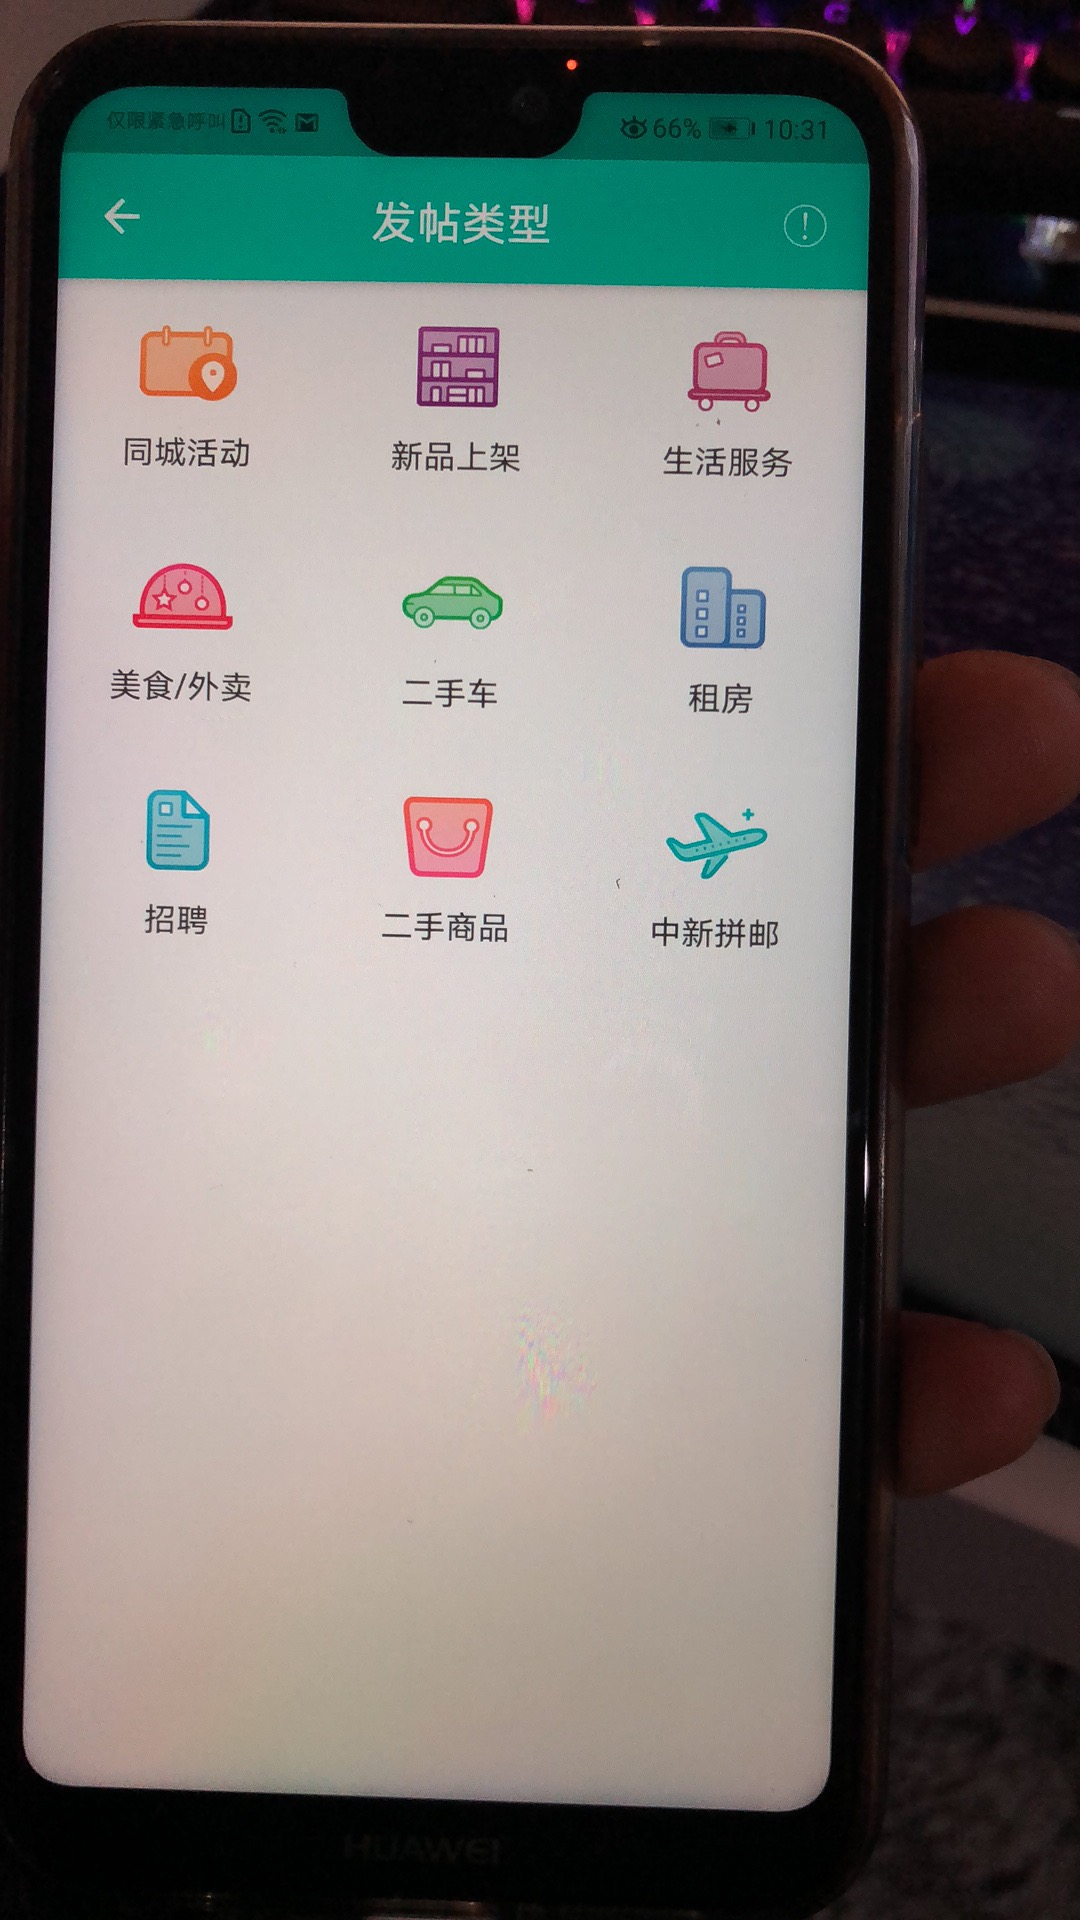 仅限紧急呼叫 66% 10:31
发帖类型
同城活动 新品上架 生活服务
美食/外卖 二手车 租房
招聘 二手商品 中新拼邮
HUAWEI